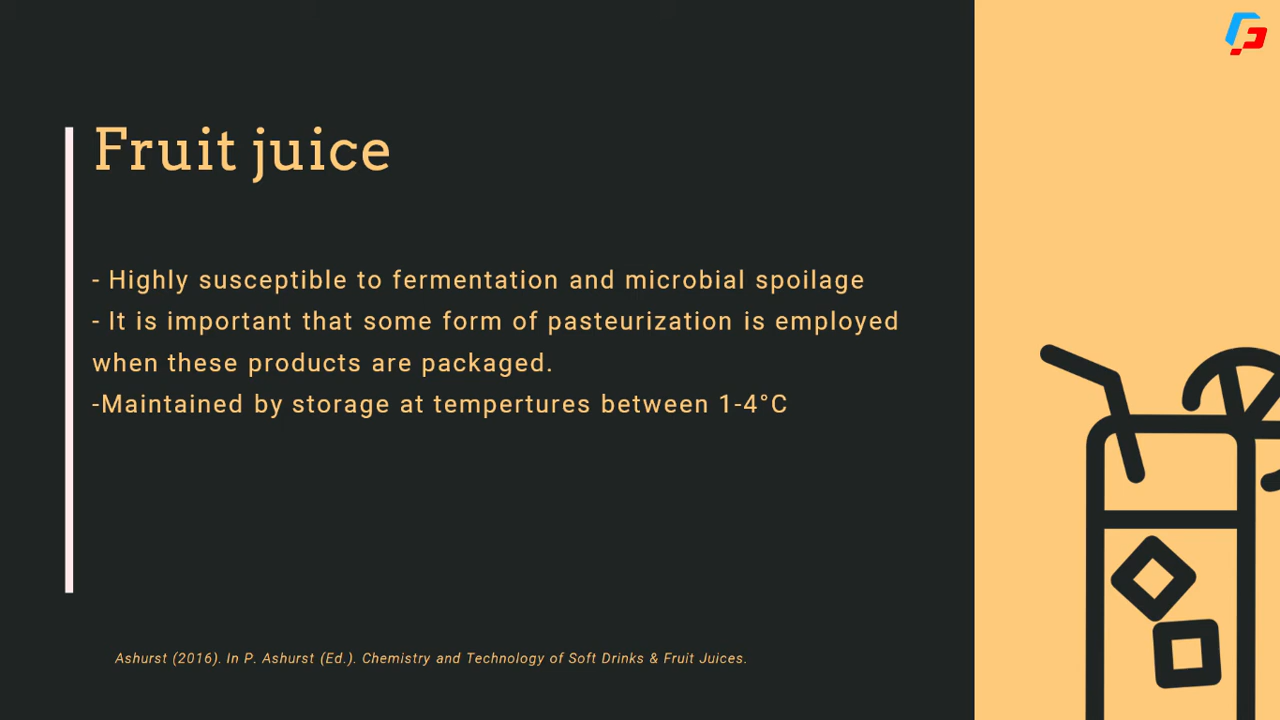 Fruit juice
- Highly susceptible to fermentation and microbial spoilage
- It is important that some form of pasteurization is employed
when these products are packaged.
-Maintained by storage at tempertures between 1-4°C
Ashurst (2016). In P. Ashurst (Ed.). Chemistry and Technology of Soft Drinks & Fruit Juices.